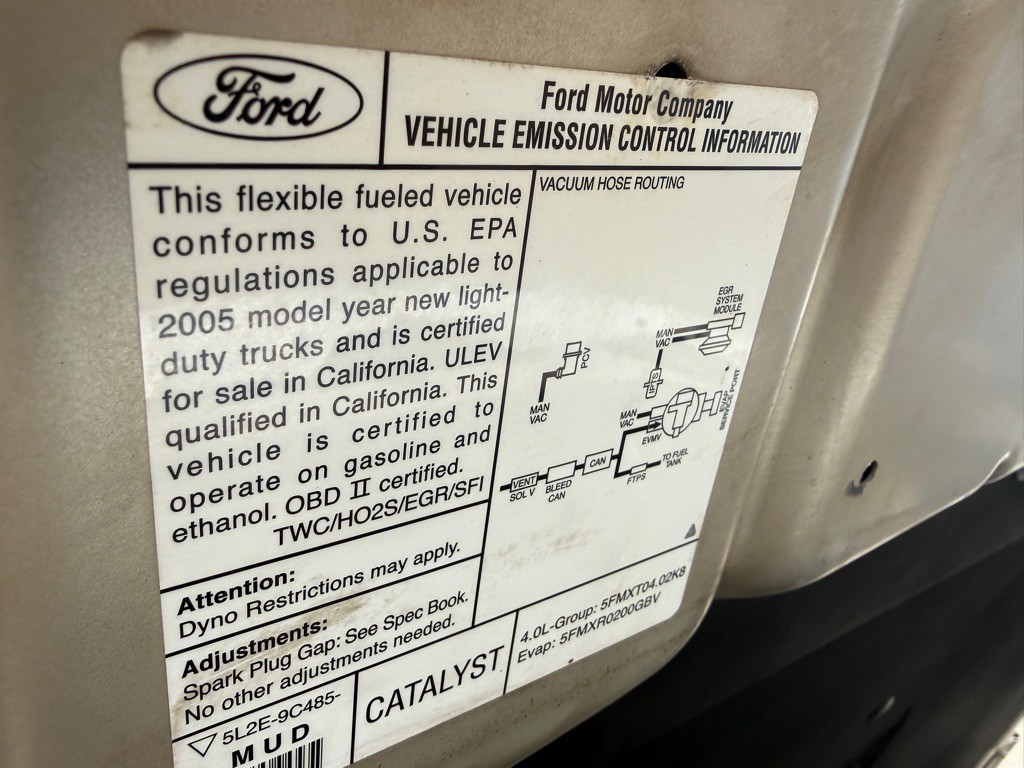 Ford
Ford Motor Company
VEHICLE EMISSION CONTROL INFORMATION
This flexible fueled vehicle
conforms to U.S. EPA
regulations applicable to
2005 model year new light-
duty trucks and is certified
for sale in California. ULEV
qualified in California. This
vehicle is certified to
operate on gasoline and
ethanol. OBD II certified.
TWC/HO2S/EGR/SFI
VACUUM HOSE ROUTING
EGR
SYSTEM
MODULE
MAN
VAC
PCV
IPTS
MAN
VAC
MAN
VAC
EVMV
EVAP
SERVICE PORT
CAN
TO FUEL
TANK
FTPS
VENT
SOL V
BLEED
CAN
Attention:
Dyno Restrictions may apply.
Adjustments:
Spark Plug Gap: See Spec Book.
No other adjustments needed.
5L2E-9C485-
MUD
CATALYST
4.0L-Group: 5FMXT04.02K8
Evap: 5FMXR0200GBV